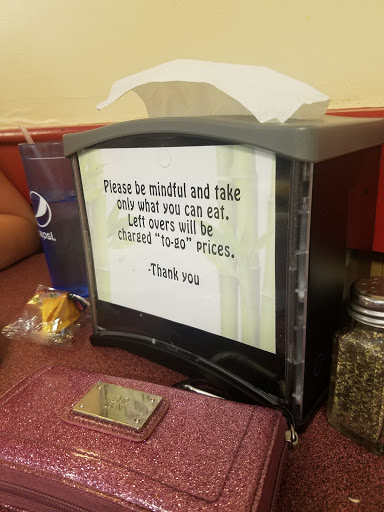 Please be mindful and take
only what you can eat.
Left overs will be
charged "to-go" prices.
-Thank you
pepsi